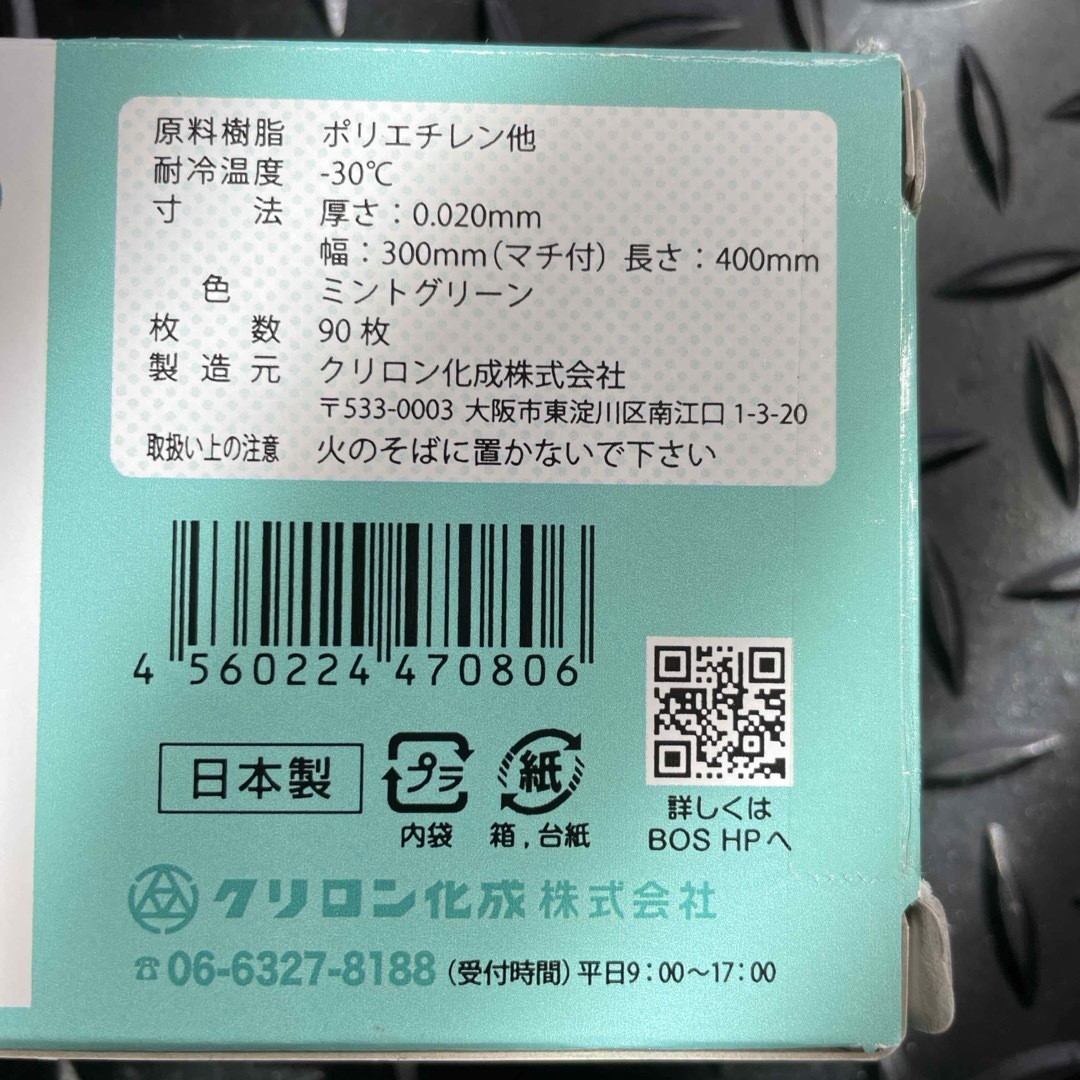 原料樹脂 ポリエチレン他
耐冷温度 -30℃
寸法 厚さ：0.020mm
幅：300mm（マチ付） 長さ：400mm
色 ミントグリーン
枚数 90 枚
製造元 クリロン化成株式会社
〒533-0003 大阪市東淀川区南江口 1-3-20
取扱い上の注意 火のそばに置かないで下さい
4 560224 470806
日本製
プラ
紙
内袋
箱，台紙
詳しくは
BOS HPへ
クリロン化成株式会社
☎06-6327-8188（受付時間）平日9：00～17：00